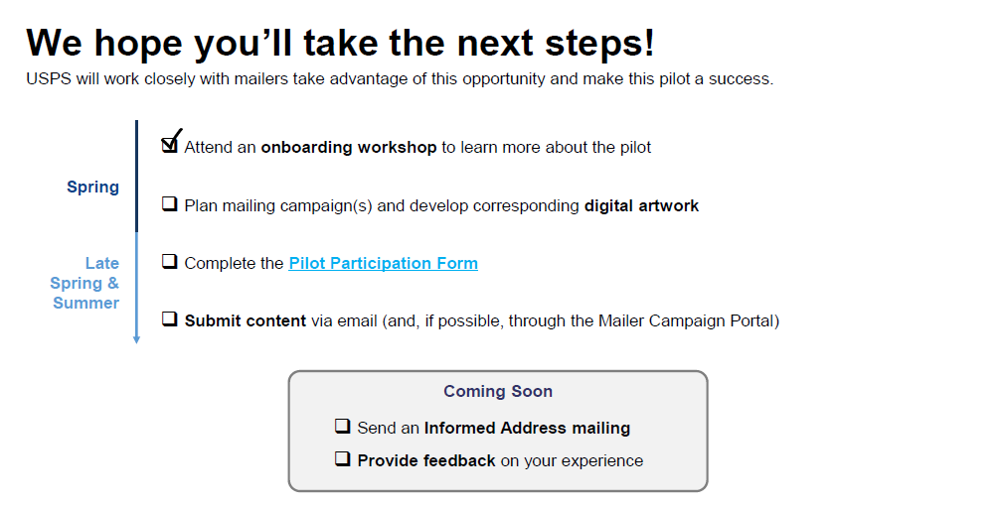 We hope you’ll take the next steps!
USPS will work closely with mailers take advantage of this opportunity and make this pilot a success.
Attend an onboarding workshop to learn more about the pilot
Spring
Plan mailing campaign(s) and develop corresponding digital artwork
Late
Spring &
Summer
Complete the Pilot Participation Form
Submit content via email (and, if possible, through the Mailer Campaign Portal)
Coming Soon
Send an Informed Address mailing
Provide feedback on your experience